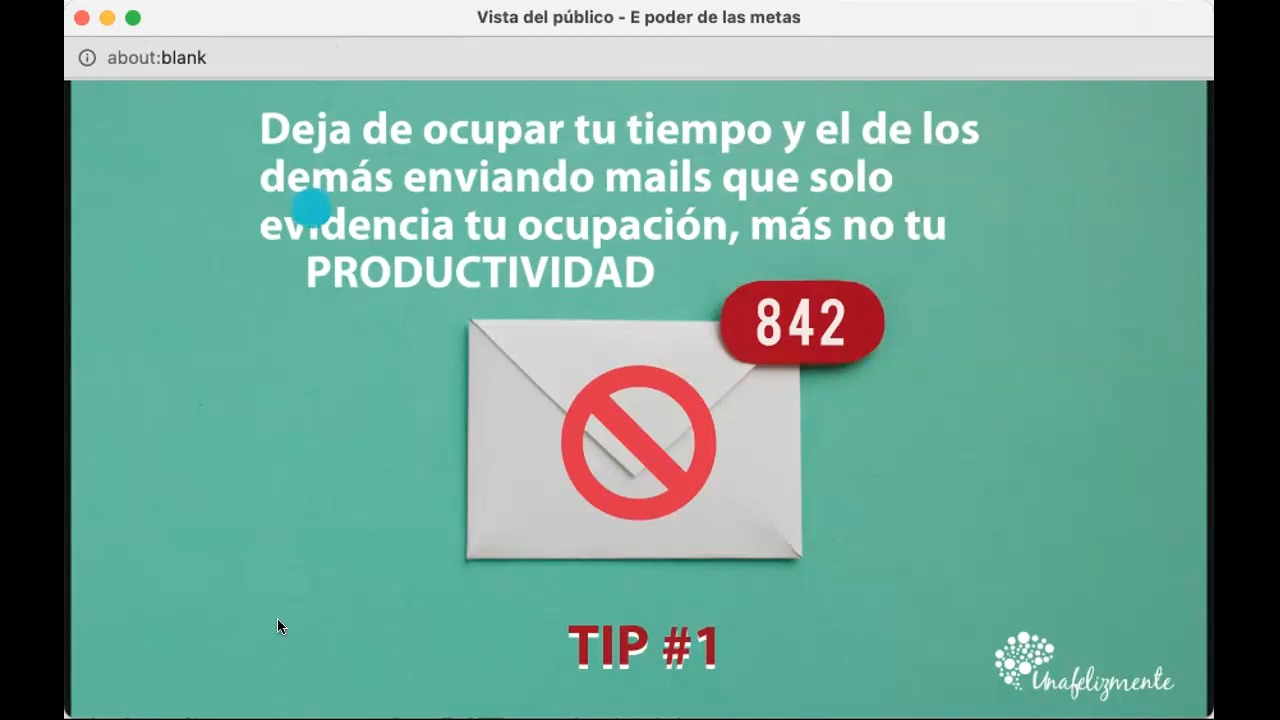 Vista del público - E poder de las metas
about:blank
Deja de ocupar tu tiempo y el de los
demás enviando mails que solo
evidencia tu ocupación, más no tu
PRODUCTIVIDAD
842
TIP #1
Unafelizmente